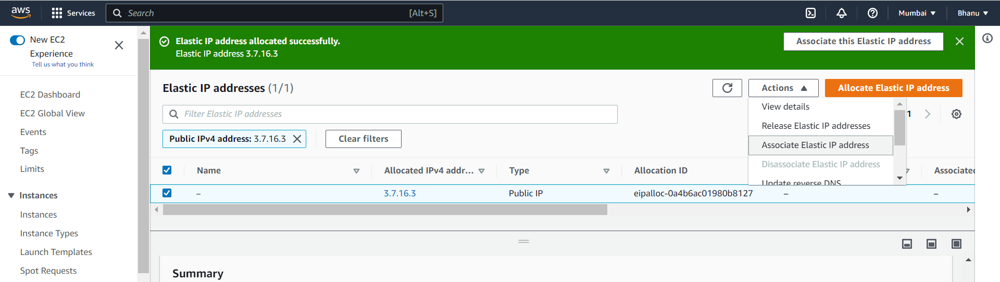 aws
Services
Search
[Alt+S]
Mumbai
Bhanu
New EC2
Experience
Tell us what you think
EC2 Dashboard
EC2 Global View
Events
Tags
Limits
Instances
Instances
Instance Types
Launch Templates
Spot Requests
Elastic IP address allocated successfully.
Elastic IP address 3.7.16.3
Associate this Elastic IP address
Elastic IP addresses (1/1)
Actions
Allocate Elastic IP address
Filter Elastic IP addresses
1
Public IPv4 address: 3.7.16.3
Clear filters
View details
Release Elastic IP addresses
Associate Elastic IP address
Disassociate Elastic IP address
Update reverse DNS
Name
Allocated IPv4 addr...
Type
Allocation ID
Associated
–
3.7.16.3
Public IP
eipalloc-0a4b6ac01980b8127
–
–
Summary